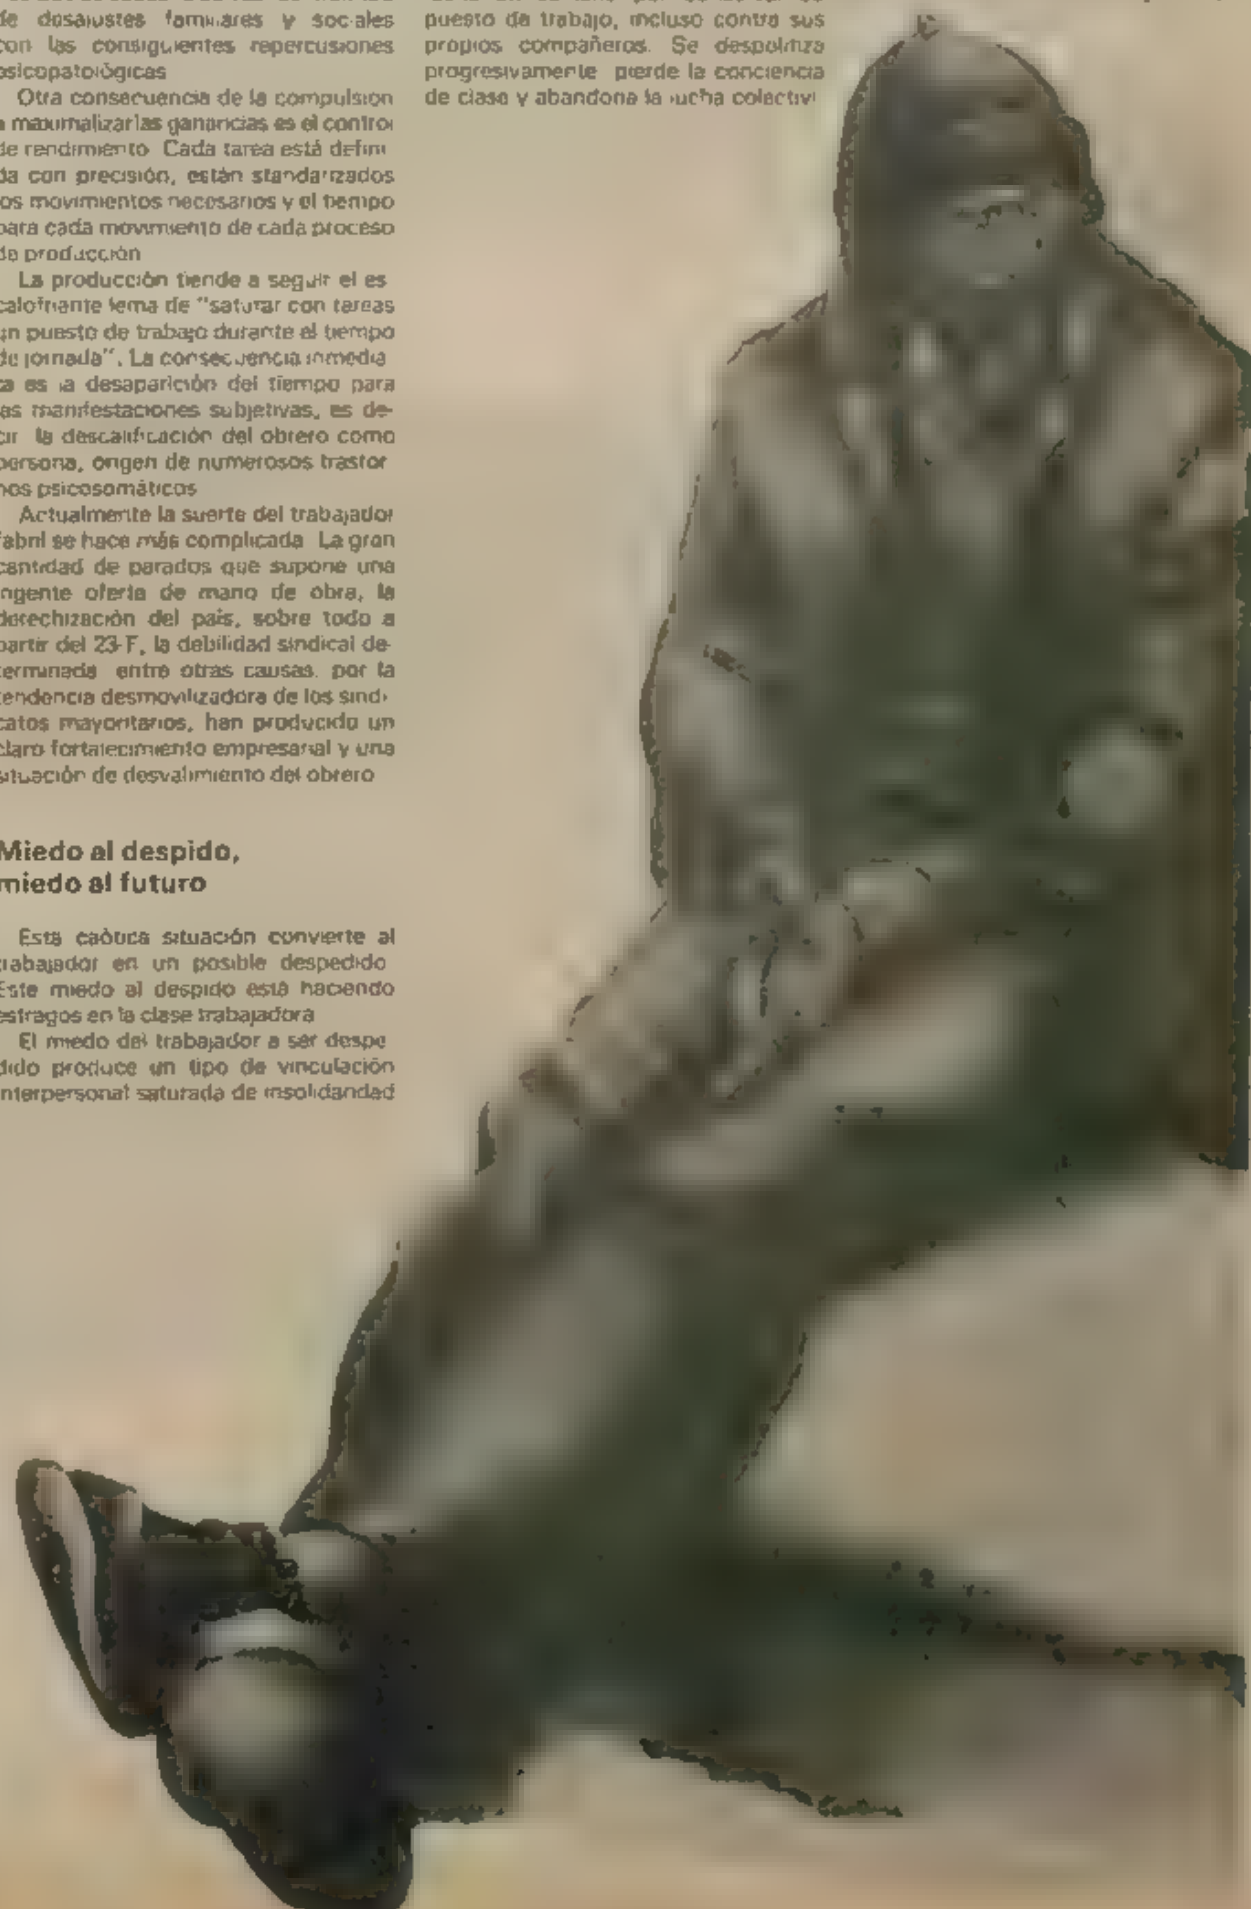 de desajustes familiares y sociales
con las consiguientes repercusiones
psicopatológicas
Otra consecuencia de la compulsion
a maximalizar las ganancias es el control
de rendimiento Cada tarea está defini
da con precisión, están standarizados
los movimientos necesarios y el tiempo
para cada movimiento de cada proceso
de producción
La producción tiende a seguir el es
calofriante lema de "saturar con tareas
un puesto de trabajo durante el tiempo
de jornada". La consecuencia inmedia
ta es la desaparición del tiempo para
las manifestaciones subjetivas, es de-
cir la descalificación del obrero como
persona, origen de numerosos trastor
nos psicosomáticos
Actualmente la suerte del trabajador
fabril se hace más complicada La gran
cantidad de parados que supone una
ingente oferta de mano de obra, la
derechización del país, sobre todo a
partir del 23-F, la debilidad sindical de-
terminada entre otras causas. por la
tendencia desmovilizadora de los sindi
catos mayoritarios, han producido un
claro fortalecimiento empresarial y una
situación de desvalimiento del obrero
Miedo al despido,
miedo al futuro
Esta caótica situación convierte al
trabajador en un posible despedido
Este miedo al despido está haciendo
estragos en la clase trabajadora
El miedo del trabajador a ser despe
dido produce un tipo de vinculación
interpersonal saturada de insolidaridad
puesto de trabajo, incluso contra sus
propios compañeros. Se despolitiza
progresivamente pierde la conciencia
de clase y abandona la lucha colectiv